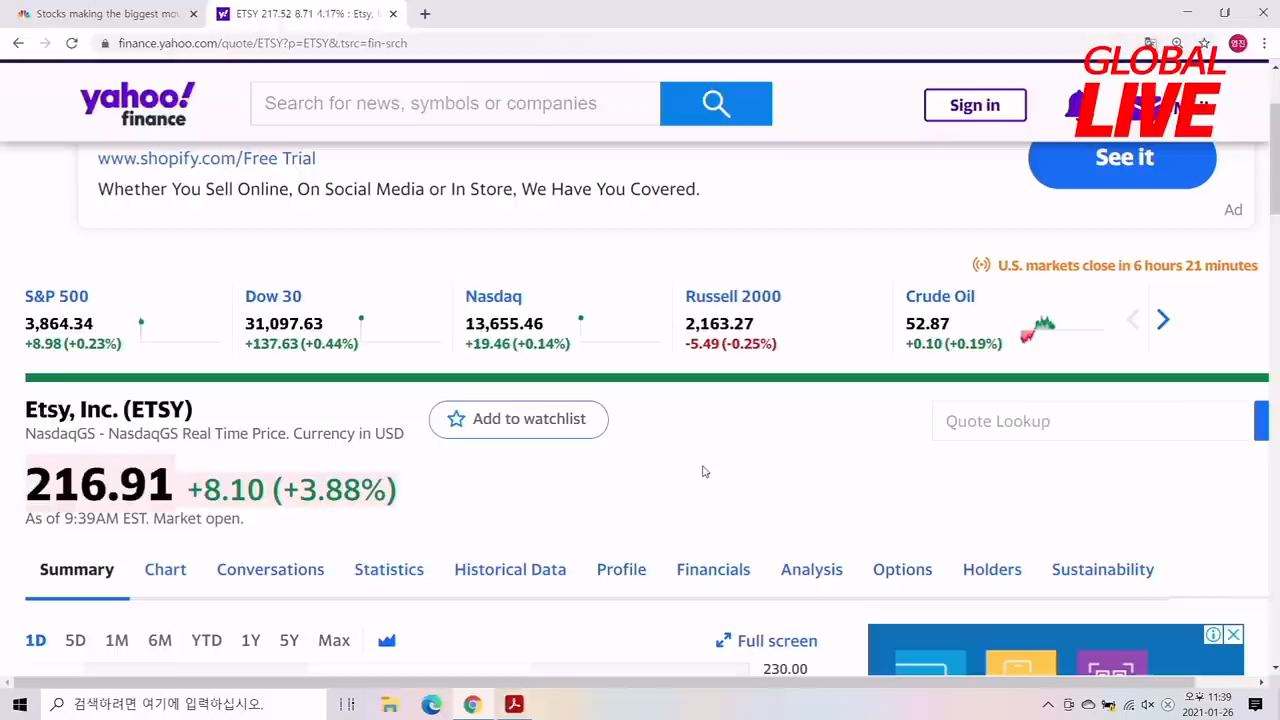 Stocks making the biggest mov
ETSY 217.52 8.71 4.17% : Etsy, I
finance.yahoo.com/quote/ETSY?p=ETSY&tsrc=fin-srch
연진
GLOBAL
LIVE
yahoo!
finance
Search for news, symbols or companies
Sign in
www.shopify.com/Free Trial
See it
Whether You Sell Online, On Social Media or In Store, We Have You Covered.
Ad
U.S. markets close in 6 hours 21 minutes
S&P 500
3,864.34
+8.98 (+0.23%)
Dow 30
31,097.63
+137.63 (+0.44%)
Nasdaq
13,655.46
+19.46 (+0.14%)
Russell 2000
2,163.27
-5.49 (-0.25%)
Crude Oil
52.87
+0.10 (+0.19%)
Etsy, Inc. (ETSY)
NasdaqGS - NasdaqGS Real Time Price. Currency in USD
Add to watchlist
Quote Lookup
216.91 +8.10 (+3.88%)
As of 9:39AM EST. Market open.
Summary Chart Conversations Statistics Historical Data Profile Financials Analysis Options Holders Sustainability
1D 5D 1M 6M YTD 1Y 5Y Max
Full screen
230.00
검색하려면 여기에 입력하십시오.
오후 11:39
2021-01-26